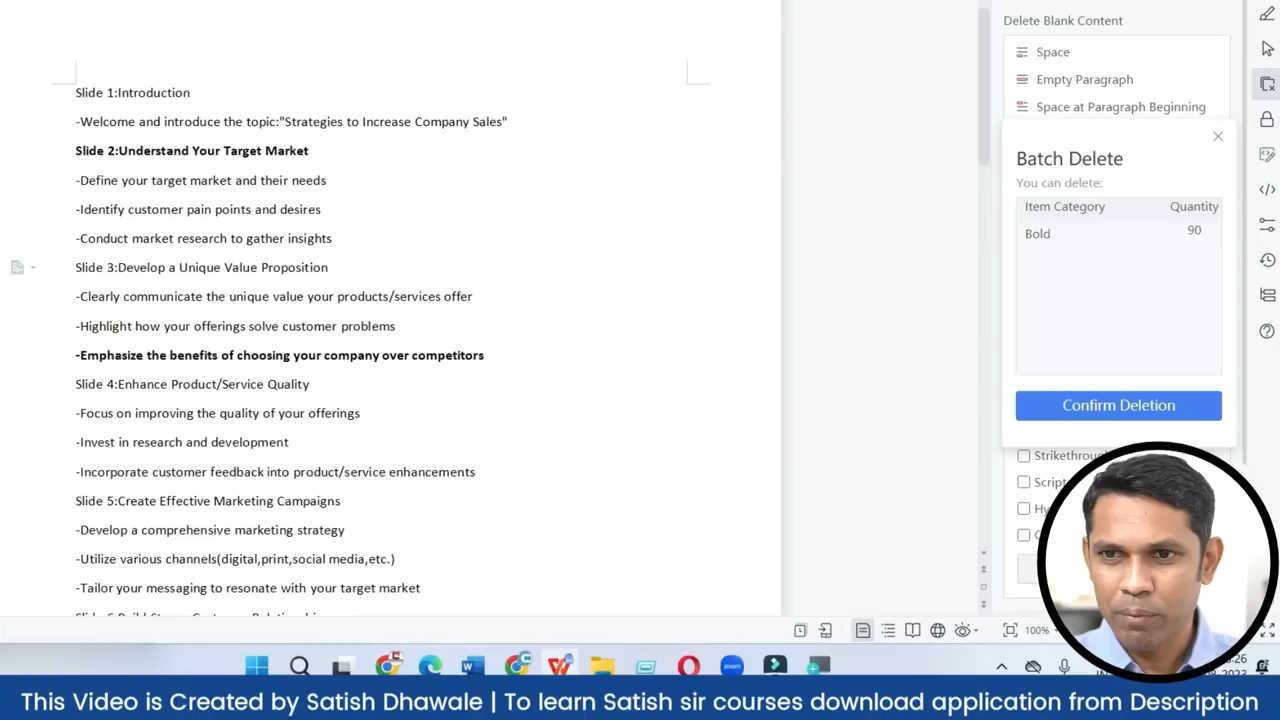 Slide 1:Introduction
-Welcome and introduce the topic:"Strategies to Increase Company Sales"
Slide 2:Understand Your Target Market
-Define your target market and their needs
-Identify customer pain points and desires
-Conduct market research to gather insights
Slide 3:Develop a Unique Value Proposition
-Clearly communicate the unique value your products/services offer
-Highlight how your offerings solve customer problems
-Emphasize the benefits of choosing your company over competitors
Slide 4:Enhance Product/Service Quality
-Focus on improving the quality of your offerings
-Invest in research and development
-Incorporate customer feedback into product/service enhancements
Slide 5:Create Effective Marketing Campaigns
-Develop a comprehensive marketing strategy
-Utilize various channels(digital,print,social media,etc.)
-Tailor your messaging to resonate with your target market
Delete Blank Content
Space
Empty Paragraph
Space at Paragraph Beginning
Batch Delete
You can delete:
Item Category Quantity
Bold 90
Confirm Deletion
100%
zoom
This Video is Created by Satish Dhawale | To learn Satish sir courses download application from Description